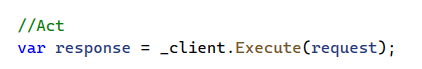 //Act
var response = _client.Execute(request);